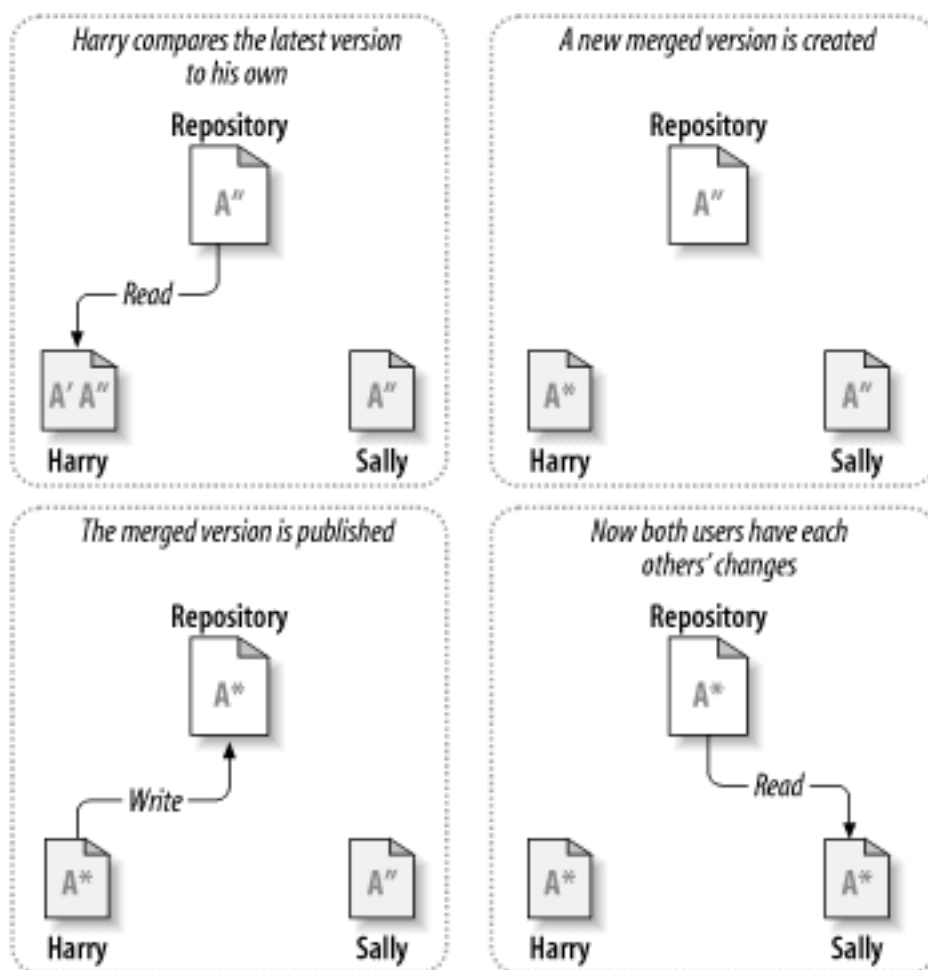 Harry compares the latest version
to his own
Repository
A″
Read
A′ A″
A″
Harry
Sally
A new merged version is created
Repository
A″
A*
A″
Harry
Sally
The merged version is published
Repository
A*
Write
A*
A″
Harry
Sally
Now both users have each
others’ changes
Repository
A*
Read
A*
A*
Harry
Sally